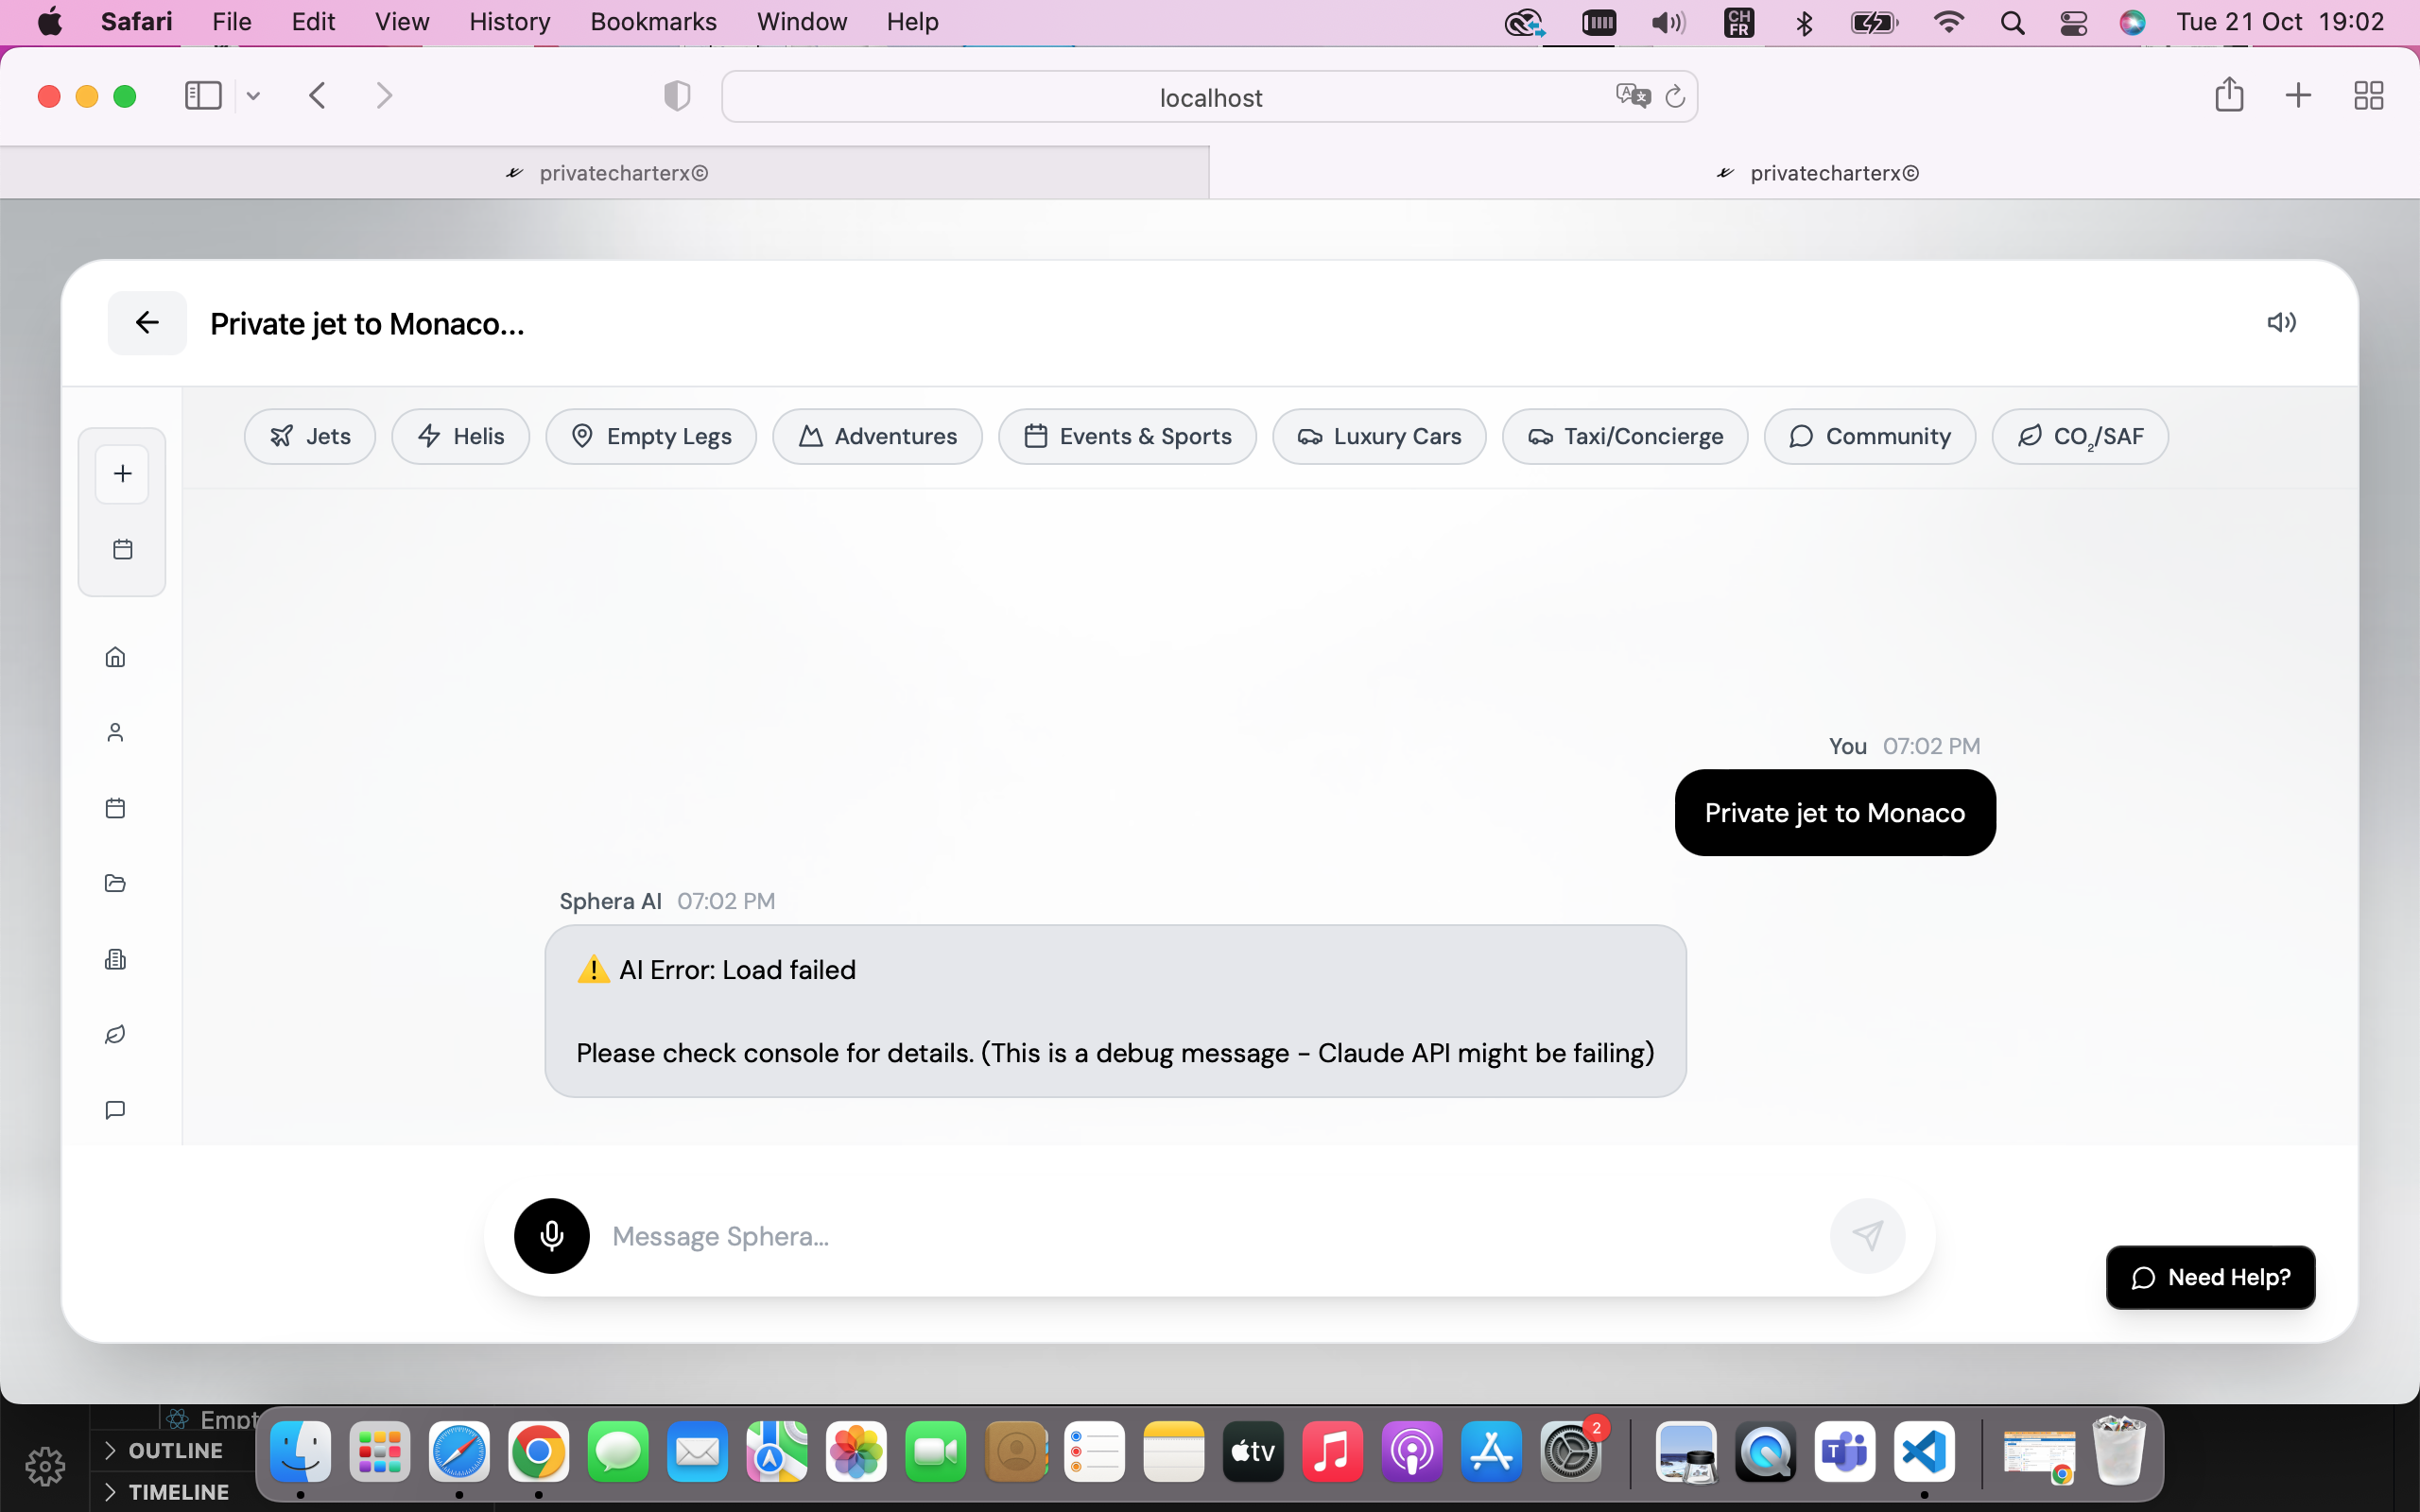 Safari File Edit View History Bookmarks Window Help CH FR Tue 21 Oct 19:02
localhost
privatecharterx© privatecharterx©
Private jet to Monaco...
Jets Helis Empty Legs Adventures Events & Sports Luxury Cars Taxi/Concierge Community CO₂/SAF
You 07:02 PM
Private jet to Monaco
Sphera AI 07:02 PM
⚠️ AI Error: Load failed
Please check console for details. (This is a debug message - Claude API might be failing)
Message Sphera...
Need Help?
Empt
OUTLINE
TIMELINE
tv
2